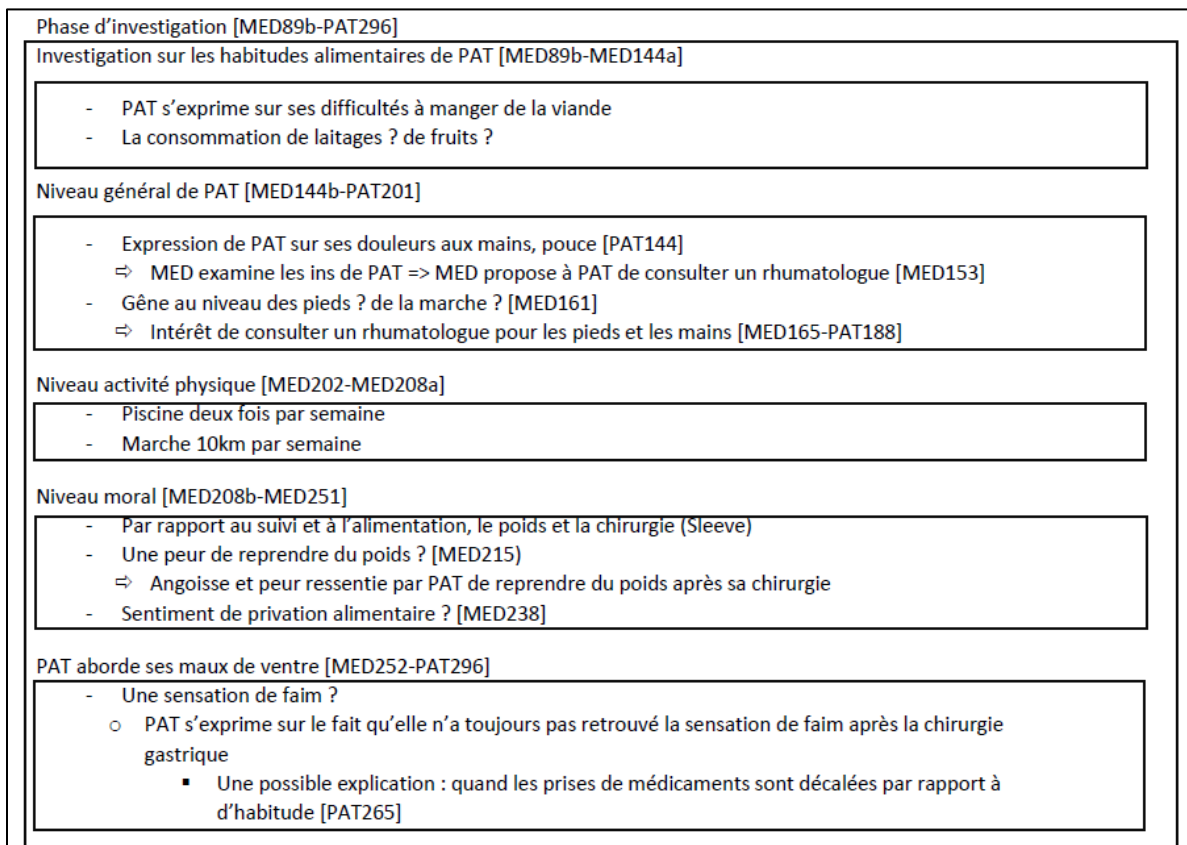 Phase d'investigation [MED89b-PAT296]
Investigation sur les habitudes alimentaires de PAT [MED89b-MED144a]
- PAT s'exprime sur ses difficultés à manger de la viande
- La consommation de laitages ? de fruits ?
Niveau général de PAT [MED144b-PAT201]
- Expression de PAT sur ses douleurs aux mains, pouce [PAT144]
⇨ MED examine les ins de PAT => MED propose à PAT de consulter un rhumatologue [MED153]
- Gêne au niveau des pieds ? de la marche ? [MED161]
⇨ Intérêt de consulter un rhumatologue pour les pieds et les mains [MED165-PAT188]
Niveau activité physique [MED202-MED208a]
- Piscine deux fois par semaine
- Marche 10km par semaine
Niveau moral [MED208b-MED251]
- Par rapport au suivi et à l'alimentation, le poids et la chirurgie (Sleeve)
- Une peur de reprendre du poids ? [MED215)
⇨ Angoisse et peur ressentie par PAT de reprendre du poids après sa chirurgie
- Sentiment de privation alimentaire ? [MED238]
PAT aborde ses maux de ventre [MED252-PAT296]
- Une sensation de faim ?
o PAT s'exprime sur le fait qu'elle n'a toujours pas retrouvé la sensation de faim après la chirurgie
gastrique
▪ Une possible explication : quand les prises de médicaments sont décalées par rapport à
d'habitude [PAT265]